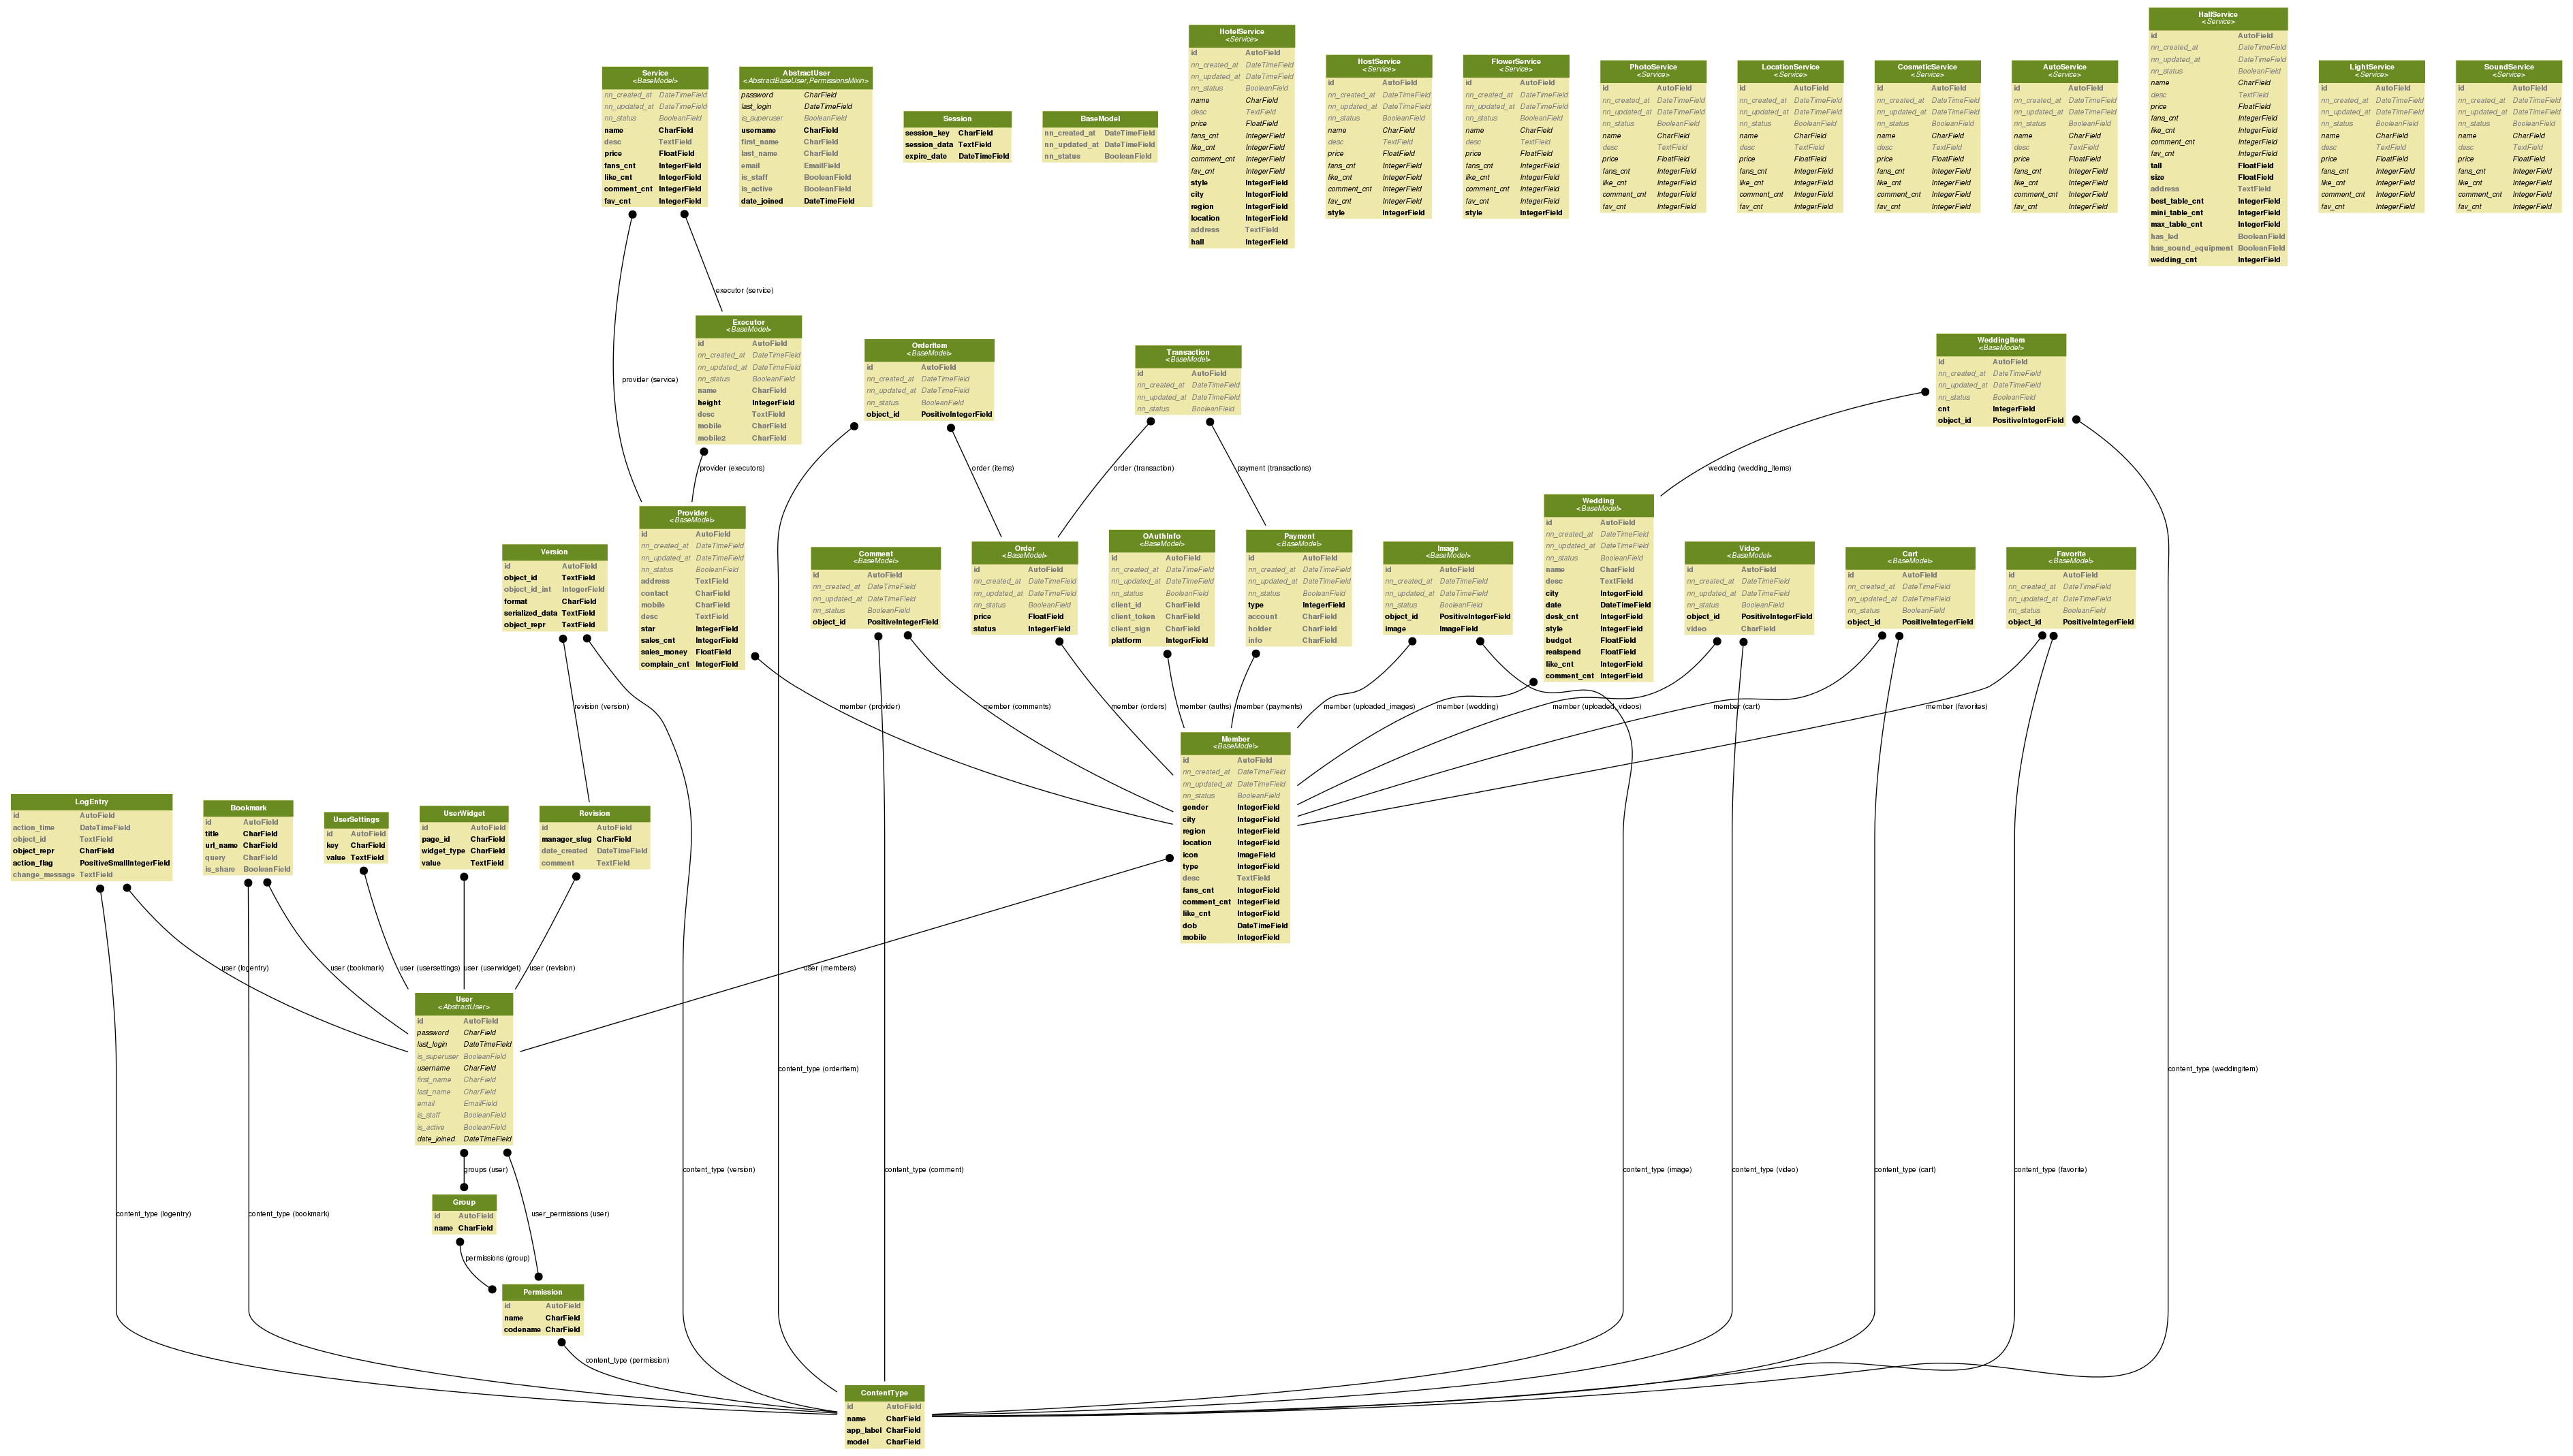 Service
<BaseModel>
nn_created_at DateTimeField
nn_updated_at DateTimeField
nn_status BooleanField
name CharField
desc TextField
price FloatField
fans_cnt IntegerField
like_cnt IntegerField
comment_cnt IntegerField
fav_cnt IntegerField
AbstractUser
<AbstractBaseUser,PermissionsMixin>
password CharField
last_login DateTimeField
is_superuser BooleanField
username CharField
first_name CharField
last_name CharField
email EmailField
is_staff BooleanField
is_active BooleanField
date_joined DateTimeField
Session
session_key CharField
session_data TextField
expire_date DateTimeField
BaseModel
nn_created_at DateTimeField
nn_updated_at DateTimeField
nn_status BooleanField
HotelService
<Service>
id AutoField
nn_created_at DateTimeField
nn_updated_at DateTimeField
nn_status BooleanField
name CharField
desc TextField
price FloatField
fans_cnt IntegerField
like_cnt IntegerField
comment_cnt IntegerField
fav_cnt IntegerField
style IntegerField
city IntegerField
region IntegerField
location IntegerField
address TextField
hall IntegerField
HostService
<Service>
id AutoField
nn_created_at DateTimeField
nn_updated_at DateTimeField
nn_status BooleanField
name CharField
desc TextField
price FloatField
fans_cnt IntegerField
like_cnt IntegerField
comment_cnt IntegerField
fav_cnt IntegerField
style IntegerField
FlowerService
<Service>
id AutoField
nn_created_at DateTimeField
nn_updated_at DateTimeField
nn_status BooleanField
name CharField
desc TextField
price FloatField
fans_cnt IntegerField
like_cnt IntegerField
comment_cnt IntegerField
fav_cnt IntegerField
style IntegerField
PhotoService
<Service>
id AutoField
nn_created_at DateTimeField
nn_updated_at DateTimeField
nn_status BooleanField
name CharField
desc TextField
price FloatField
fans_cnt IntegerField
like_cnt IntegerField
comment_cnt IntegerField
fav_cnt IntegerField
LocationService
<Service>
id AutoField
nn_created_at DateTimeField
nn_updated_at DateTimeField
nn_status BooleanField
name CharField
desc TextField
price FloatField
fans_cnt IntegerField
like_cnt IntegerField
comment_cnt IntegerField
fav_cnt IntegerField
CosmeticService
<Service>
id AutoField
nn_created_at DateTimeField
nn_updated_at DateTimeField
nn_status BooleanField
name CharField
desc TextField
price FloatField
fans_cnt IntegerField
like_cnt IntegerField
comment_cnt IntegerField
fav_cnt IntegerField
AutoService
<Service>
id AutoField
nn_created_at DateTimeField
nn_updated_at DateTimeField
nn_status BooleanField
name CharField
desc TextField
price FloatField
fans_cnt IntegerField
like_cnt IntegerField
comment_cnt IntegerField
fav_cnt IntegerField
HallService
<Service>
id AutoField
nn_created_at DateTimeField
nn_updated_at DateTimeField
nn_status BooleanField
name CharField
desc TextField
price FloatField
fans_cnt IntegerField
like_cnt IntegerField
comment_cnt IntegerField
fav_cnt IntegerField
tall FloatField
size FloatField
address TextField
best_table_cnt IntegerField
mini_table_cnt IntegerField
max_table_cnt IntegerField
has_led BooleanField
has_sound_equipment BooleanField
wedding_cnt IntegerField
LightService
<Service>
id AutoField
nn_created_at DateTimeField
nn_updated_at DateTimeField
nn_status BooleanField
name CharField
desc TextField
price FloatField
fans_cnt IntegerField
like_cnt IntegerField
comment_cnt IntegerField
fav_cnt IntegerField
SoundService
<Service>
id AutoField
nn_created_at DateTimeField
nn_updated_at DateTimeField
nn_status BooleanField
name CharField
desc TextField
price FloatField
fans_cnt IntegerField
like_cnt IntegerField
comment_cnt IntegerField
fav_cnt IntegerField
executor (service)
provider (service)
Executor
<BaseModel>
id AutoField
nn_created_at DateTimeField
nn_updated_at DateTimeField
nn_status BooleanField
name CharField
height IntegerField
desc TextField
mobile CharField
mobile2 CharField
OrderItem
<BaseModel>
id AutoField
nn_created_at DateTimeField
nn_updated_at DateTimeField
nn_status BooleanField
object_id PositiveIntegerField
Transaction
<BaseModel>
id AutoField
nn_created_at DateTimeField
nn_updated_at DateTimeField
nn_status BooleanField
WeddingItem
<BaseModel>
id AutoField
nn_created_at DateTimeField
nn_updated_at DateTimeField
nn_status BooleanField
cnt IntegerField
object_id PositiveIntegerField
provider (executors)
order (items)
order (transaction)
payment (transactions)
wedding (wedding_items)
Version
id AutoField
object_id TextField
object_id_int IntegerField
format CharField
serialized_data TextField
object_repr TextField
Provider
<BaseModel>
id AutoField
nn_created_at DateTimeField
nn_updated_at DateTimeField
nn_status BooleanField
address TextField
contact CharField
mobile CharField
desc TextField
star IntegerField
sales_cnt IntegerField
sales_money FloatField
complain_cnt IntegerField
Comment
<BaseModel>
id AutoField
nn_created_at DateTimeField
nn_updated_at DateTimeField
nn_status BooleanField
object_id PositiveIntegerField
Order
<BaseModel>
id AutoField
nn_created_at DateTimeField
nn_updated_at DateTimeField
nn_status BooleanField
price FloatField
status IntegerField
OAuthInfo
<BaseModel>
id AutoField
nn_created_at DateTimeField
nn_updated_at DateTimeField
nn_status BooleanField
client_id CharField
client_token CharField
client_sign CharField
platform IntegerField
Payment
<BaseModel>
id AutoField
nn_created_at DateTimeField
nn_updated_at DateTimeField
nn_status BooleanField
type IntegerField
account CharField
holder CharField
info CharField
Image
<BaseModel>
id AutoField
nn_created_at DateTimeField
nn_updated_at DateTimeField
nn_status BooleanField
object_id PositiveIntegerField
image ImageField
Wedding
<BaseModel>
id AutoField
nn_created_at DateTimeField
nn_updated_at DateTimeField
nn_status BooleanField
name CharField
desc TextField
city IntegerField
date DateTimeField
desk_cnt IntegerField
style IntegerField
budget FloatField
realspend FloatField
like_cnt IntegerField
comment_cnt IntegerField
Video
<BaseModel>
id AutoField
nn_created_at DateTimeField
nn_updated_at DateTimeField
nn_status BooleanField
object_id PositiveIntegerField
video CharField
Cart
<BaseModel>
id AutoField
nn_created_at DateTimeField
nn_updated_at DateTimeField
nn_status BooleanField
object_id PositiveIntegerField
Favorite
<BaseModel>
id AutoField
nn_created_at DateTimeField
nn_updated_at DateTimeField
nn_status BooleanField
object_id PositiveIntegerField
revision (version)
member (provider)
member (comments)
member (orders)
member (auths)
member (payments)
member (uploaded_images)
member (wedding)
member (uploaded_videos)
member (cart)
member (favorites)
LogEntry
id AutoField
action_time DateTimeField
object_id TextField
object_repr CharField
action_flag PositiveSmallIntegerField
change_message TextField
Bookmark
id AutoField
title CharField
url_name CharField
query CharField
is_share BooleanField
UserSettings
id AutoField
key CharField
value TextField
UserWidget
id AutoField
page_id CharField
widget_type CharField
value TextField
Revision
id AutoField
manager_slug CharField
date_created DateTimeField
comment TextField
Member
<BaseModel>
id AutoField
nn_created_at DateTimeField
nn_updated_at DateTimeField
nn_status BooleanField
gender IntegerField
city IntegerField
region IntegerField
location IntegerField
icon ImageField
type IntegerField
desc TextField
fans_cnt IntegerField
comment_cnt IntegerField
like_cnt IntegerField
dob DateTimeField
mobile IntegerField
user (logentry)
user (bookmark)
user (usersettings)
user (userwidget)
user (revision)
user (members)
User
<AbstractUser>
id AutoField
password CharField
last_login DateTimeField
is_superuser BooleanField
username CharField
first_name CharField
last_name CharField
email EmailField
is_staff BooleanField
is_active BooleanField
date_joined DateTimeField
content_type (orderitem)
content_type (weddingitem)
groups (user)
content_type (version)
content_type (comment)
content_type (image)
content_type (video)
content_type (cart)
content_type (favorite)
Group
id AutoField
name CharField
content_type (logentry)
content_type (bookmark)
user_permissions (user)
permissions (group)
Permission
id AutoField
name CharField
codename CharField
content_type (permission)
ContentType
id AutoField
name CharField
app_label CharField
model CharField